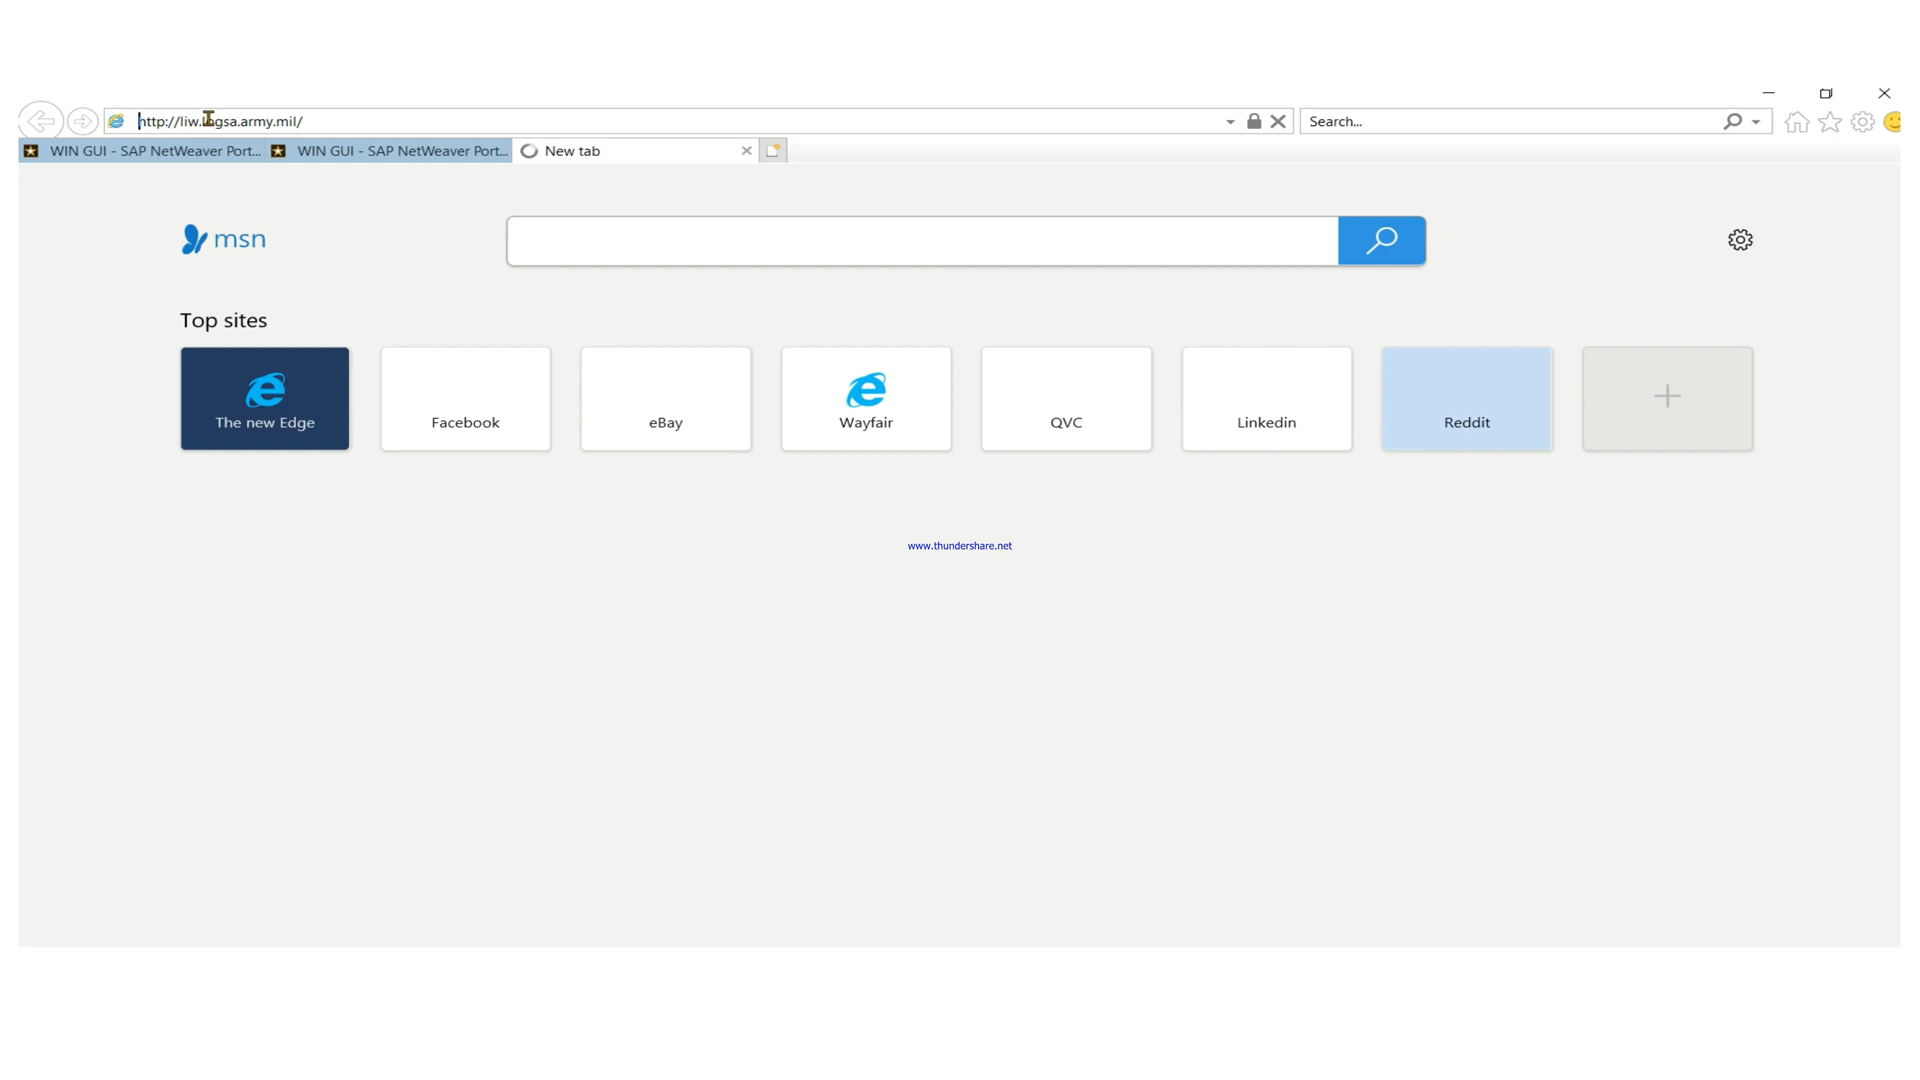 http://liw.logsa.army.mil/
Search...
WIN GUI - SAP NetWeaver Port...
WIN GUI - SAP NetWeaver Port...
New tab
msn
Top sites
The new Edge
Facebook
eBay
Wayfair
QVC
Linkedin
Reddit
www.thundershare.net